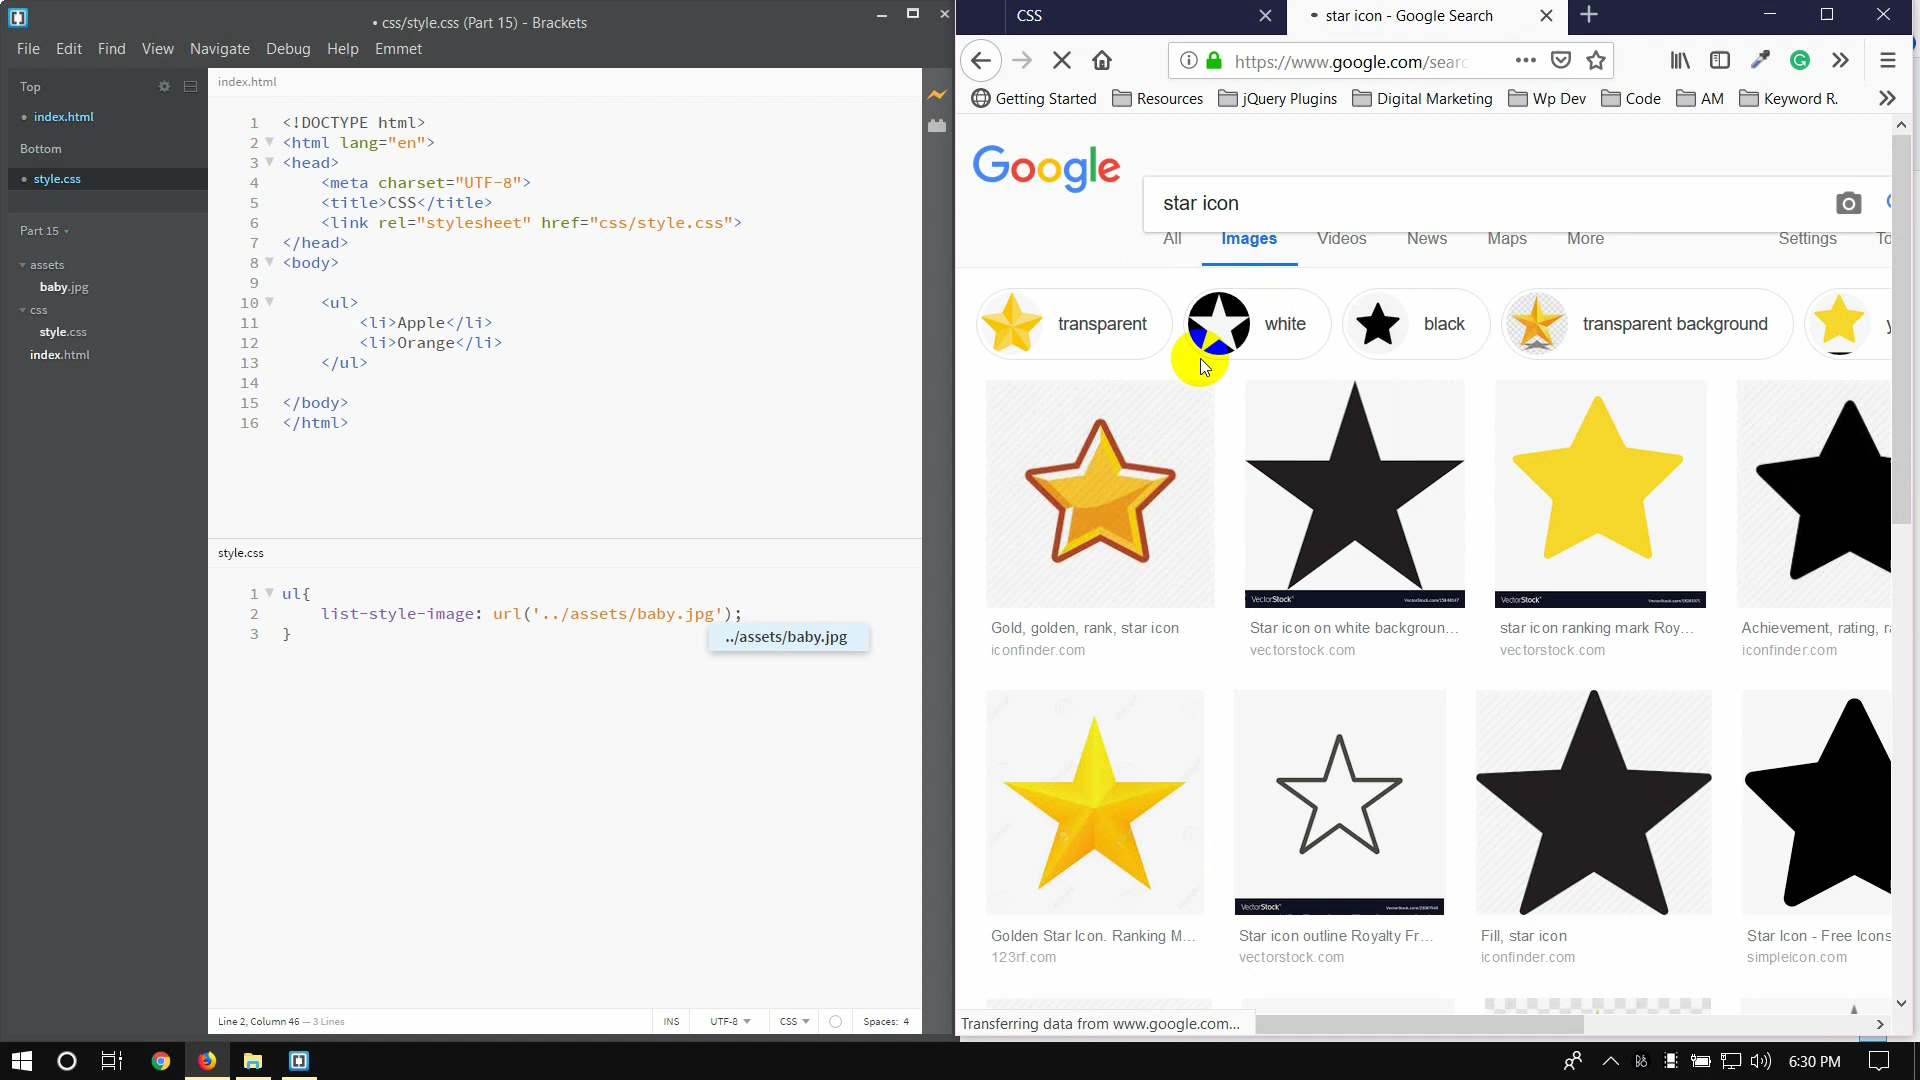 • css/style.css (Part 15) - Brackets
File Edit Find View Navigate Debug Help Emmet
Top
• index.html
Bottom
• style.css
Part 15
assets
baby.jpg
css
style.css
index.html
index.html
1 <!DOCTYPE html>
2 <html lang="en">
3 <head>
4 <meta charset="UTF-8">
5 <title>CSS</title>
6 <link rel="stylesheet" href="css/style.css">
7 </head>
8 <body>
9
10 <ul>
11 <li>Apple</li>
12 <li>Orange</li>
13 </ul>
14
15 </body>
16 </html>
style.css
1 ul{
2 list-style-image: url('../assets/baby.jpg');
3 }
../assets/baby.jpg
Line 2, Column 46 — 3 Lines
INS UTF-8 CSS Spaces: 4
CSS
• star icon - Google Search
https://www.google.com/searc
Getting Started Resources jQuery Plugins Digital Marketing Wp Dev Code AM Keyword R.
Google
star icon
All Images Videos News Maps More Settings To
transparent white black transparent background y
VectorStock VectorStock
Gold, golden, rank, star icon
iconfinder.com
Star icon on white backgroun...
vectorstock.com
star icon ranking mark Roy...
vectorstock.com
Achievement, rating, ra
iconfinder.com
VectorStock
Golden Star Icon. Ranking M...
123rf.com
Star icon outline Royalty Fr...
vectorstock.com
Fill, star icon
iconfinder.com
Star Icon - Free Icons
simpleicon.com
Transferring data from www.google.com...
6:30 PM